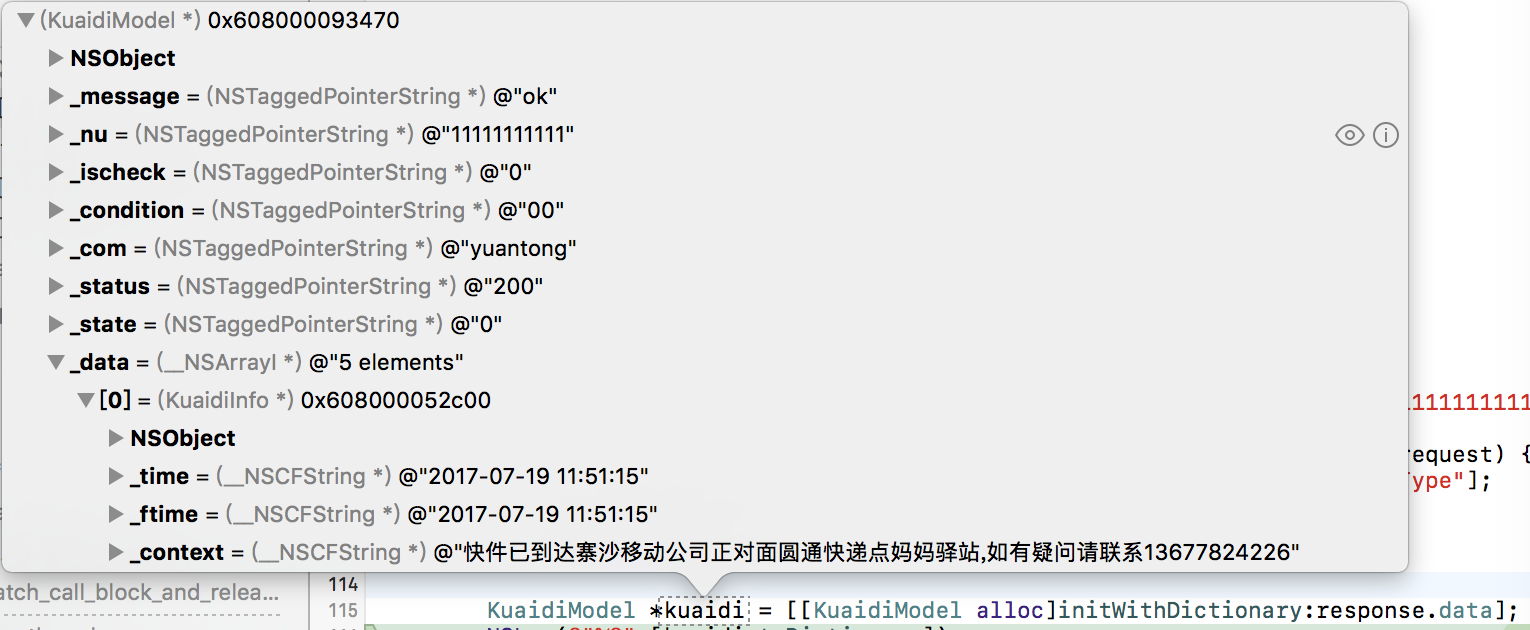 (KuaidiModel *) 0x608000093470
NSObject
_message = (NSTaggedPointerString *) @"ok"
_nu = (NSTaggedPointerString *) @"11111111111"
_ischeck = (NSTaggedPointerString *) @"0"
_condition = (NSTaggedPointerString *) @"00"
_com = (NSTaggedPointerString *) @"yuantong"
_status = (NSTaggedPointerString *) @"200"
_state = (NSTaggedPointerString *) @"0"
_data = (__NSArrayI *) @"5 elements"
[0] = (KuaidiInfo *) 0x608000052c00
.1111111111
NSObject
request) {
_time = (__NSCFString *) @"2017-07-19 11:51:15"
Type"];
_ftime = (__NSCFString *) @"2017-07-19 11:51:15"
_context = (__NSCFString *) @"快件已到达寨沙移动公司正对面圆通快递点妈妈驿站,如有疑问请联系13677824226"
atch_call_block_and_relea...
114
115 KuaidiModel *kuaidi = [[KuaidiModel alloc]initWithDictionary:response.data];